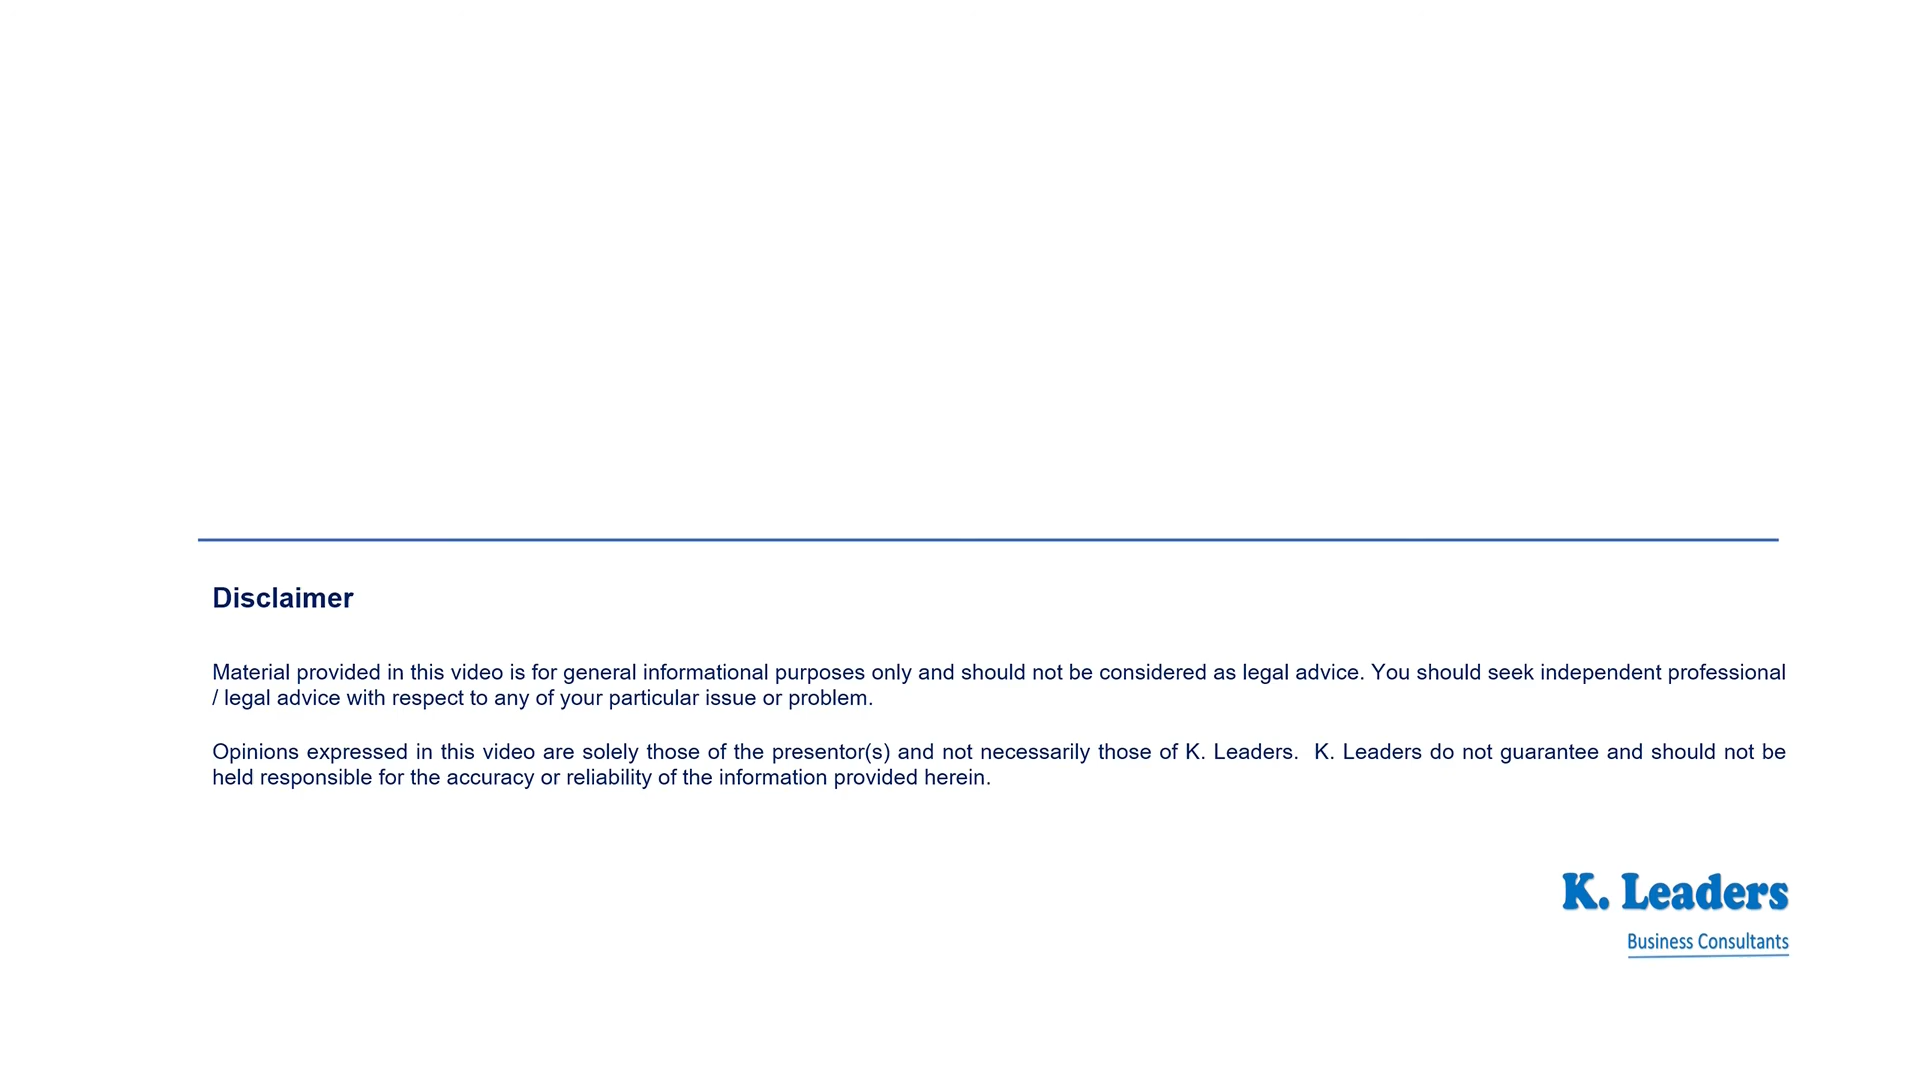 Disclaimer
Material provided in this video is for general informational purposes only and should not be considered as legal advice. You should seek independent professional
/ legal advice with respect to any of your particular issue or problem.
Opinions expressed in this video are solely those of the presentor(s) and not necessarily those of K. Leaders.  K. Leaders do not guarantee and should not be
held responsible for the accuracy or reliability of the information provided herein.
K. Leaders
Business Consultants